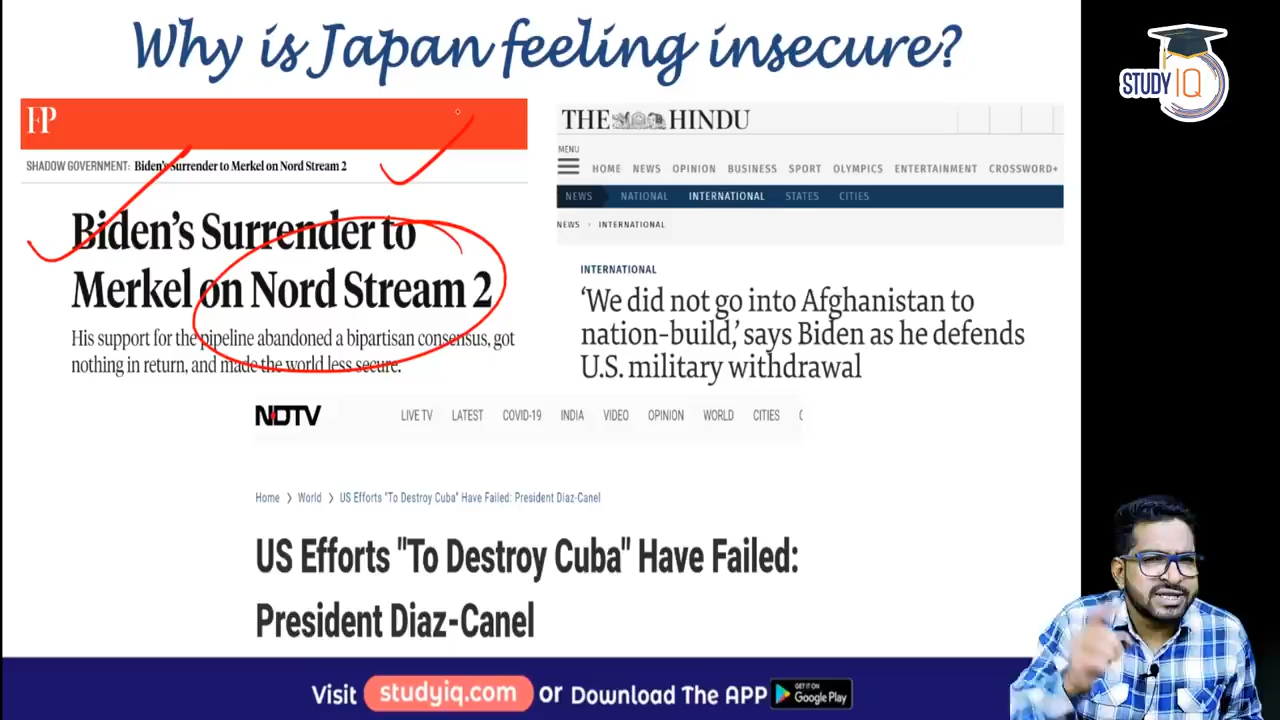 Why is Japan feeling insecure?
STUDY IQ
FP
SHADOW GOVERNMENT: Biden's Surrender to Merkel on Nord Stream 2
Biden's Surrender to
Merkel on Nord Stream 2
His support for the pipeline abandoned a bipartisan consensus, got
nothing in return, and made the world less secure.
THE HINDU
MENU
HOME NEWS OPINION BUSINESS SPORT OLYMPICS ENTERTAINMENT CROSSWORD+
NEWS NATIONAL INTERNATIONAL STATES CITIES
NEWS › INTERNATIONAL
INTERNATIONAL
‘We did not go into Afghanistan to
nation-build,’ says Biden as he defends
U.S. military withdrawal
NDTV
LIVE TV LATEST COVID-19 INDIA VIDEO OPINION WORLD CITIES
Home > World > US Efforts "To Destroy Cuba" Have Failed: President Diaz-Canel
US Efforts "To Destroy Cuba" Have Failed:
President Diaz-Canel
Visit studyiq.com or Download The APP GET IT ON Google Play